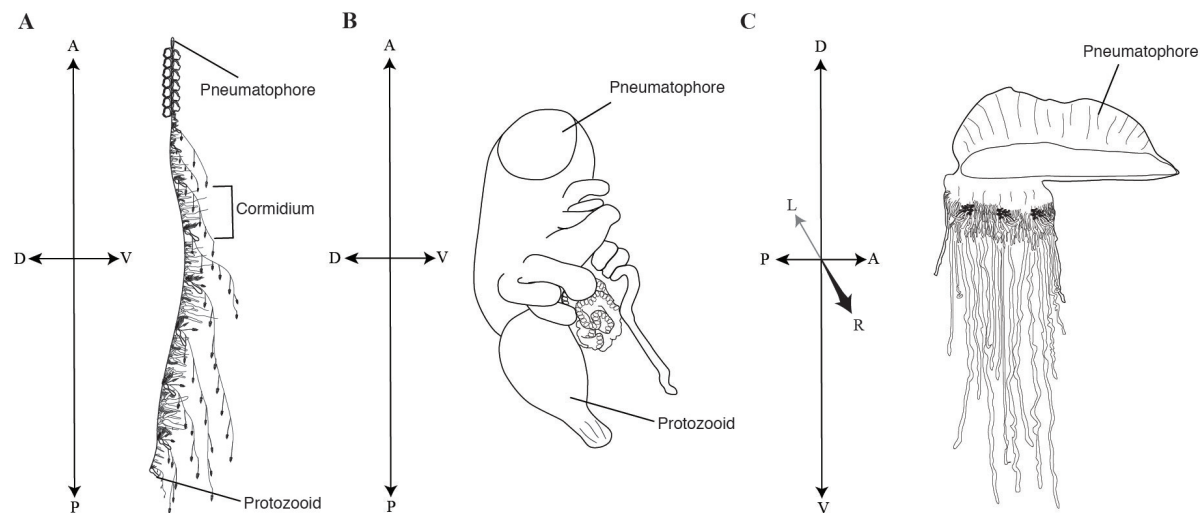 A
A
Pneumatophore
Cormidium
D
V
P
Protozooid
B
A
Pneumatophore
D
V
P
Protozooid
C
D
Pneumatophore
L
P
A
R
V